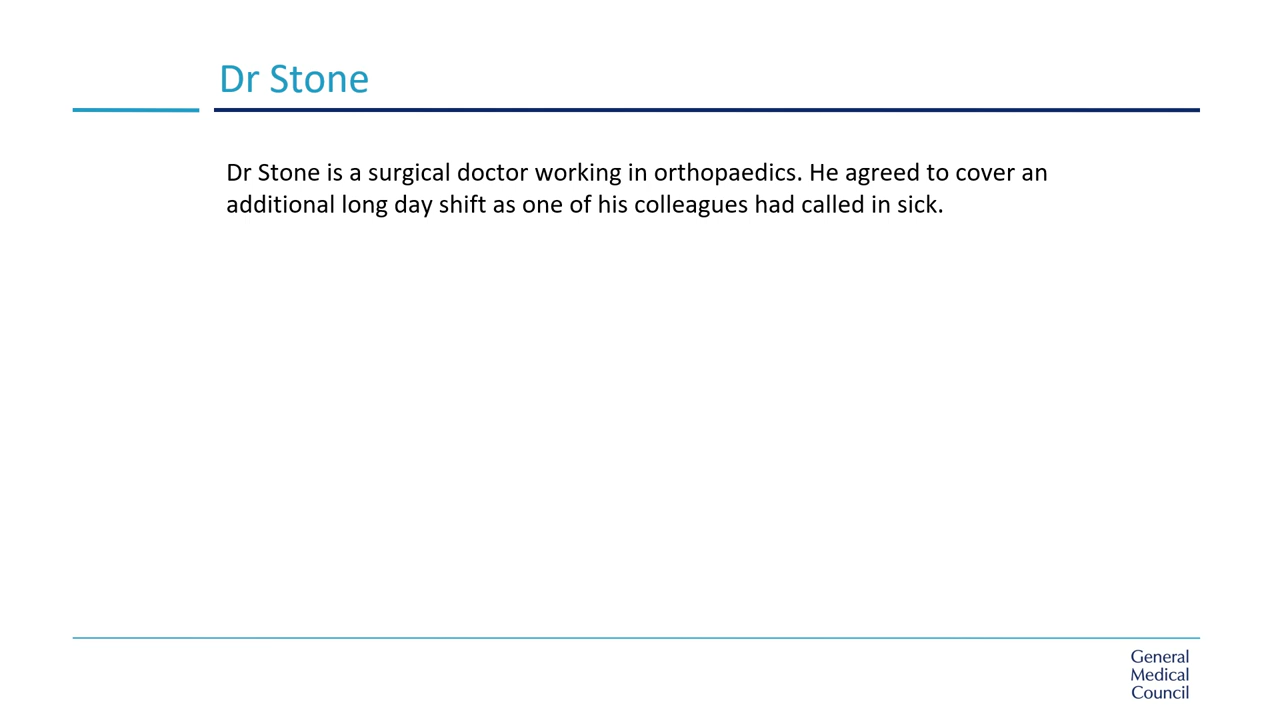 Dr Stone
Dr Stone is a surgical doctor working in orthopaedics. He agreed to cover an
additional long day shift as one of his colleagues had called in sick.
General
Medical
Council